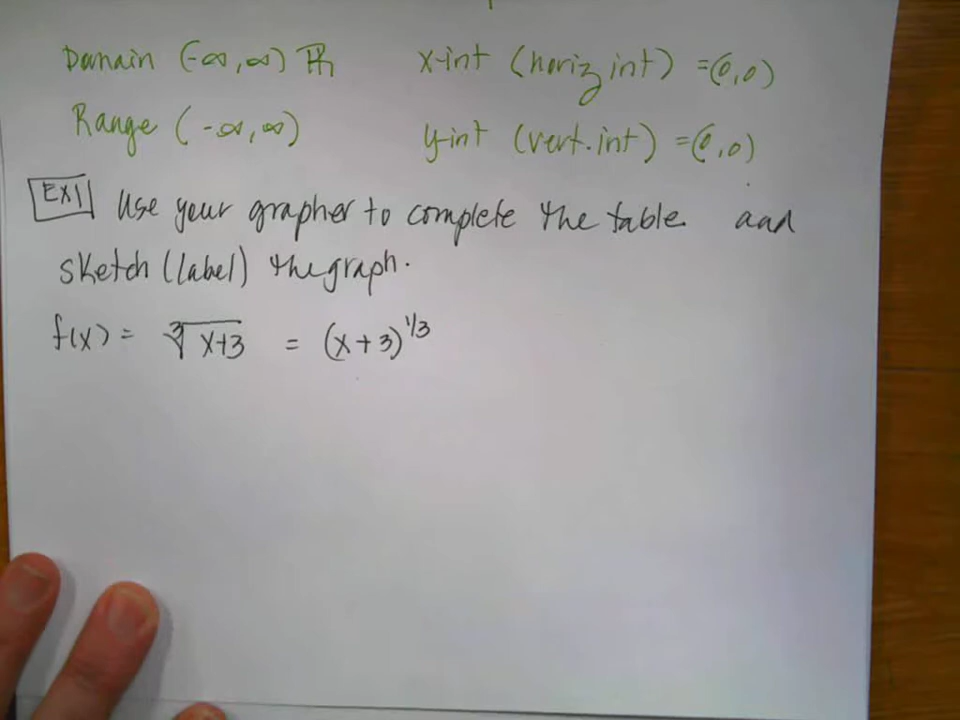 Domain (-∞,∞) ℝ
x-int (horiz int) = (0,0)
Range (-∞,∞)
y-int (vert. int) = (0,0)
EX1 Use your grapher to complete the table and
sketch (label) the graph.
f(x) = ∛x+3 = (x+3)^1/3